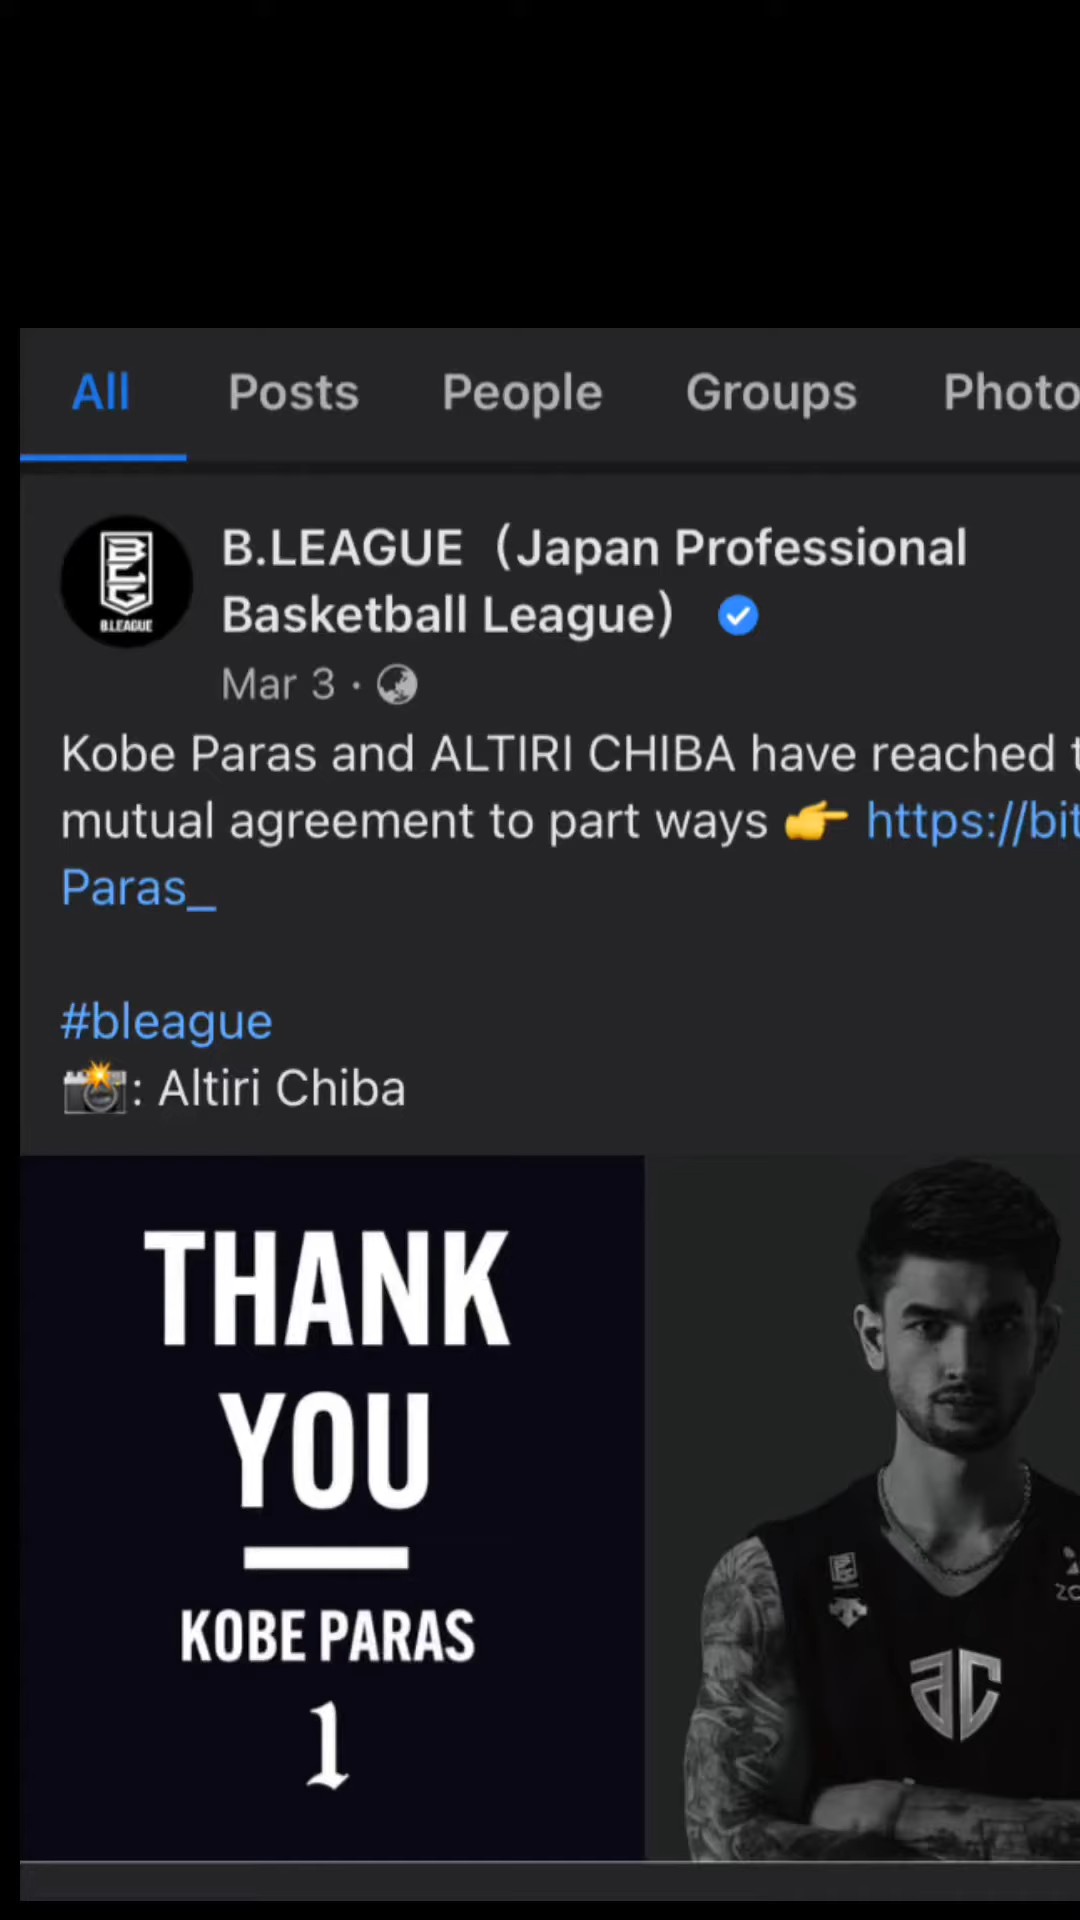 All Posts People Groups Photo
B.LEAGUE（Japan Professional
Basketball League）
Mar 3 ·
B.LEAGUE
Kobe Paras and ALTIRI CHIBA have reached t
mutual agreement to part ways 👉 https://bit
Paras_
#bleague
📸: Altiri Chiba
THANK
YOU
KOBE PARAS
1